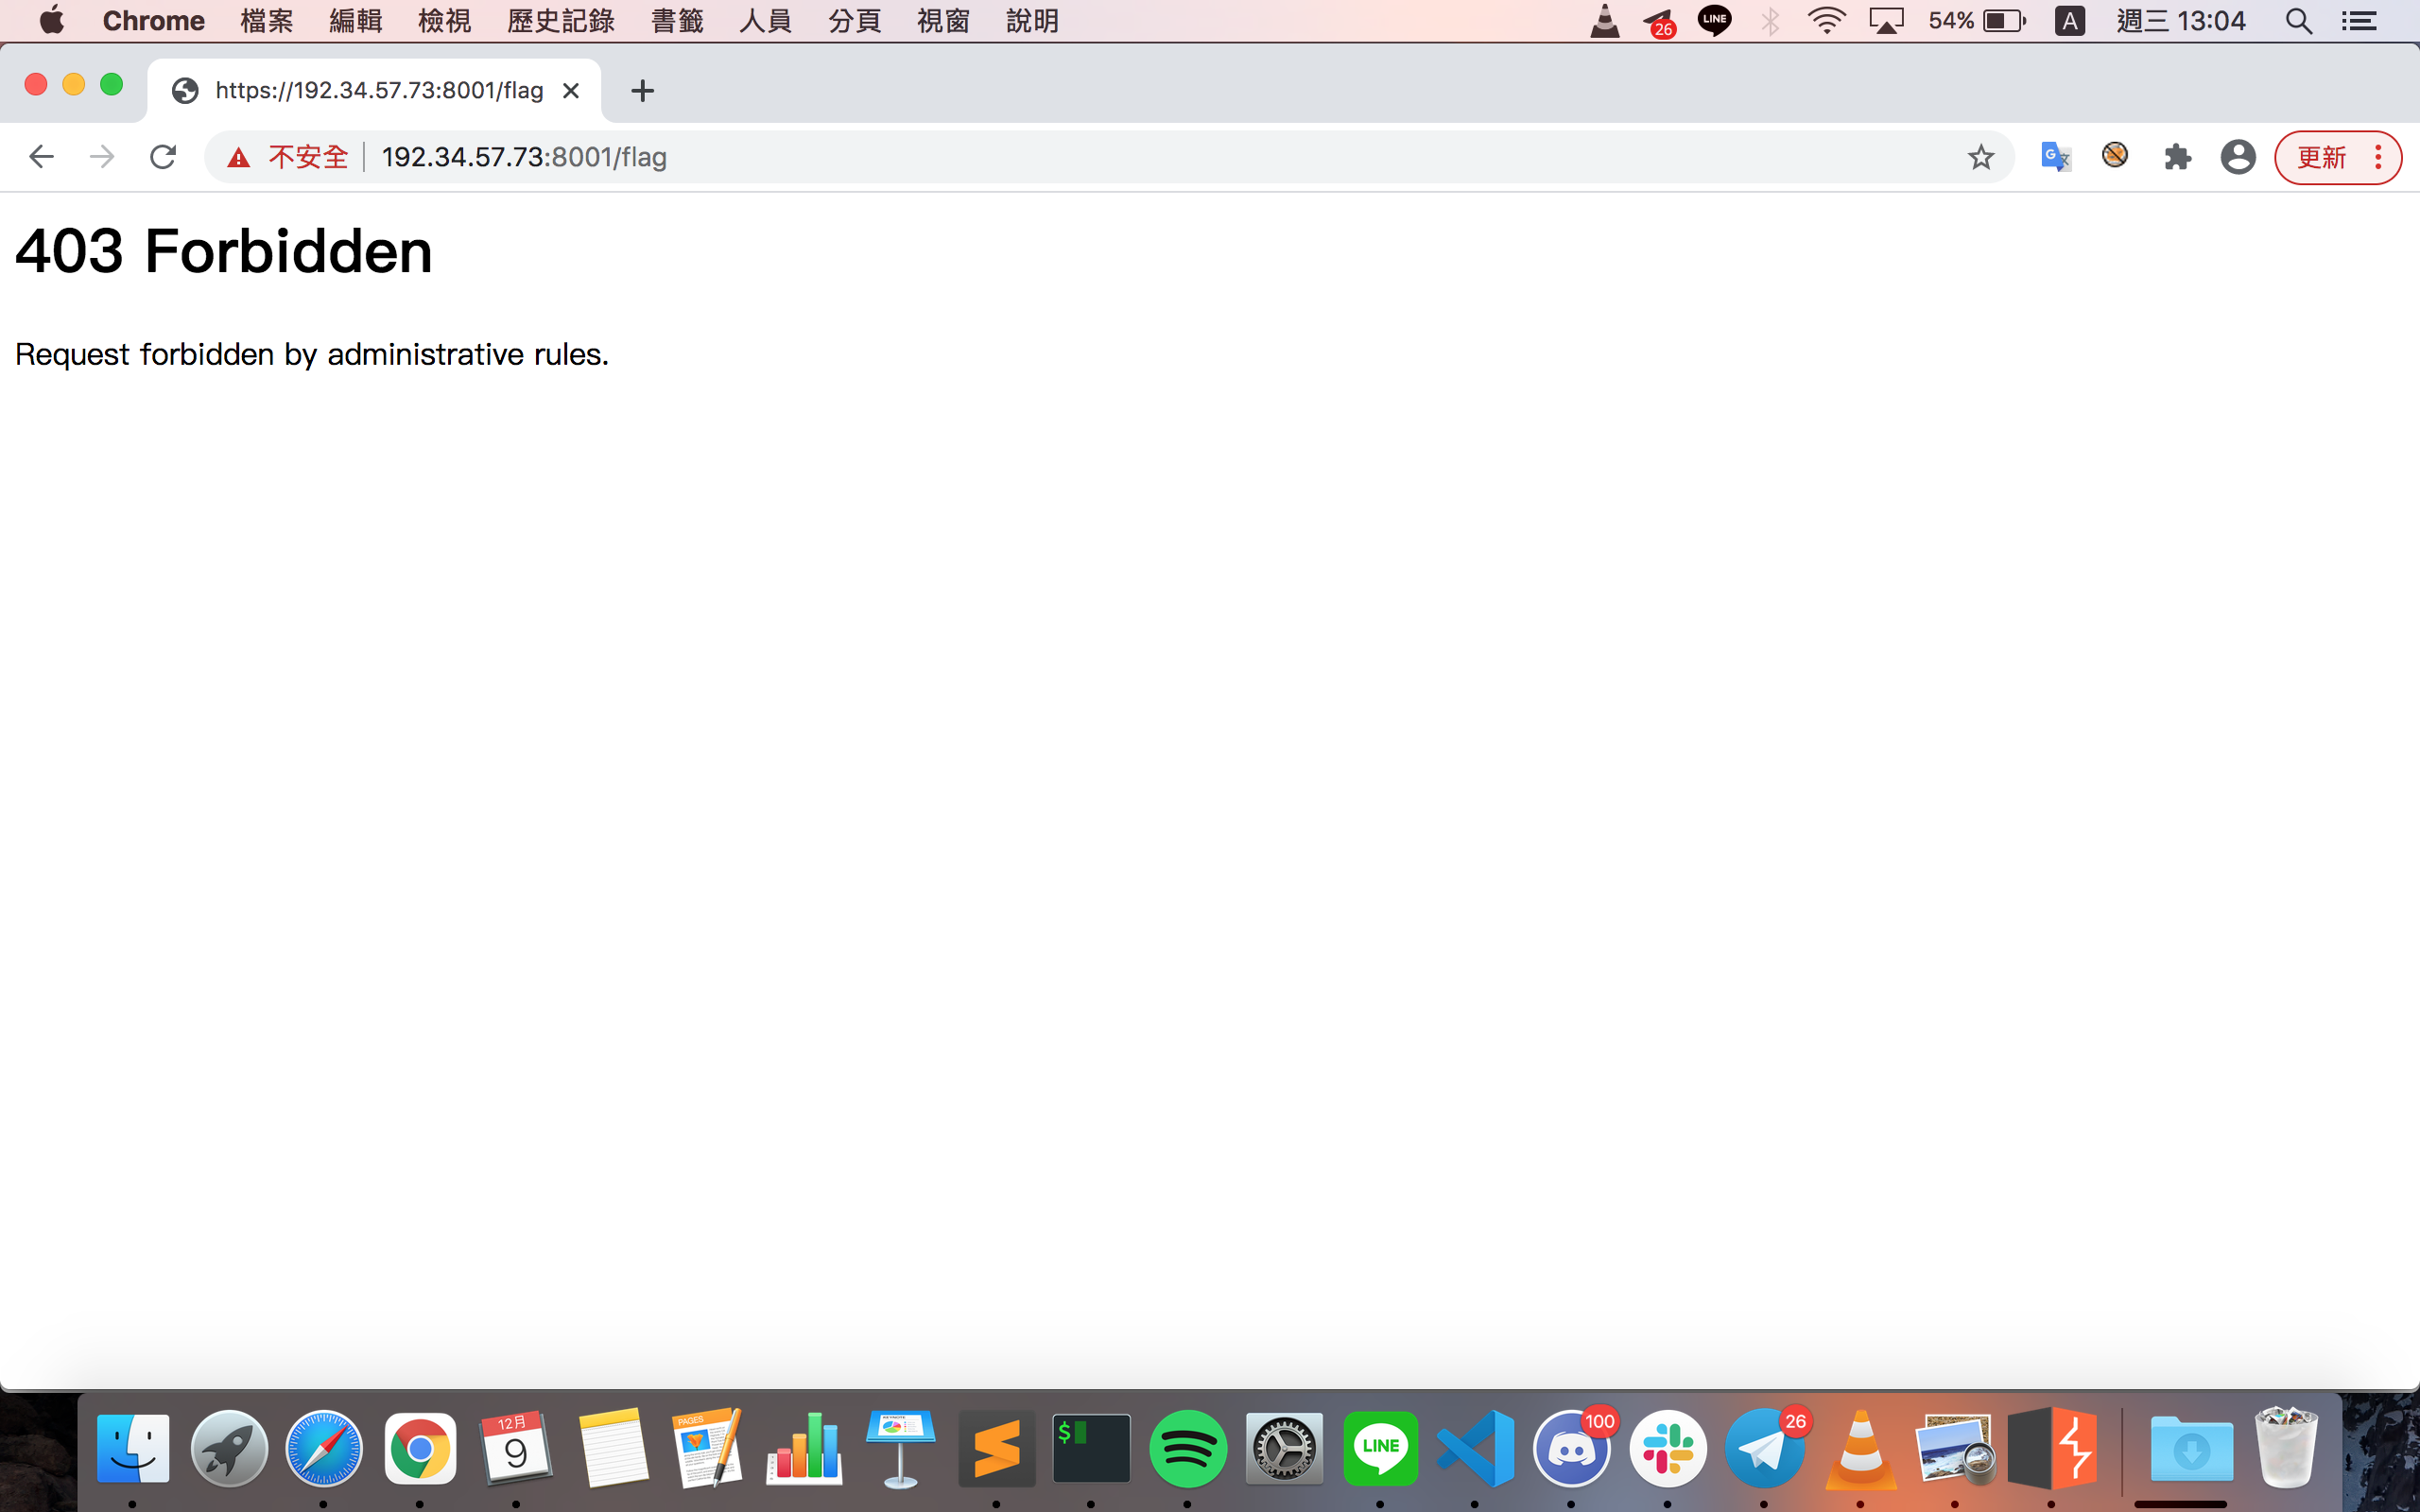 Chrome 檔案 編輯 檢視 歷史記錄 書籤 人員 分頁 視窗 說明 26 LINE 54% A 週三 13:04
https://192.34.57.73:8001/flag
不安全 192.34.57.73:8001/flag 更新
403 Forbidden
Request forbidden by administrative rules.
12月
9
PAGES
KEYNOTE
$
LINE
100
26